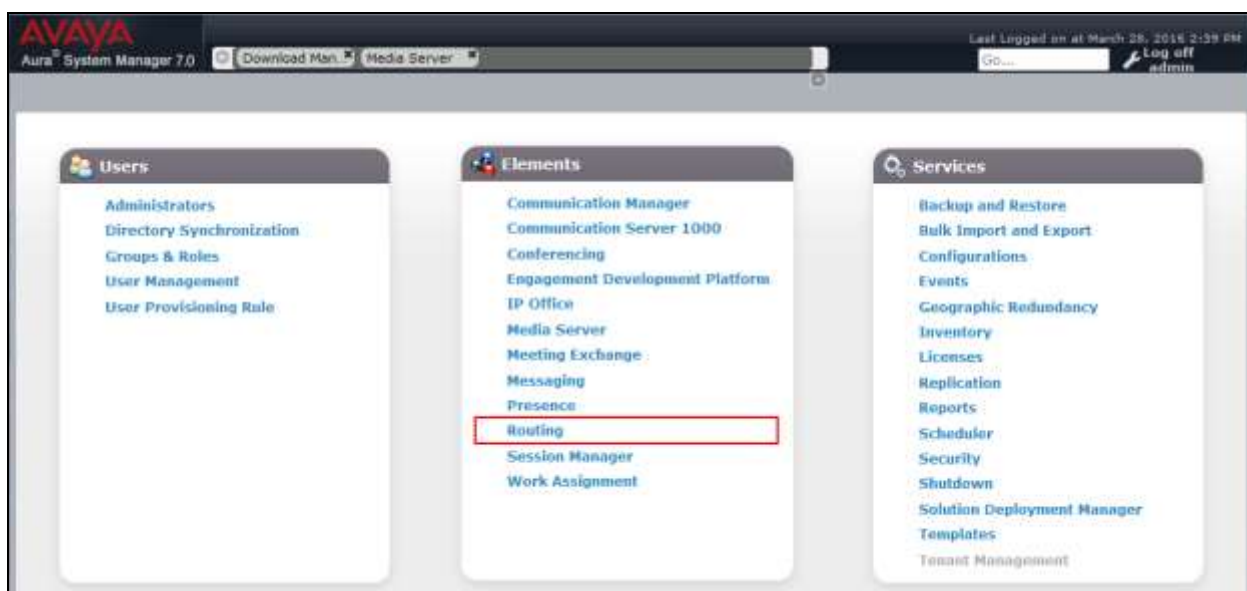 AVAYA
Last Logged on at March 28, 2016 2:39 PM
Aura® System Manager 7.0
Download Man...
Media Server
Go...
Log off
admin
Users
Administrators
Directory Synchronization
Groups & Roles
User Management
User Provisioning Rule
Elements
Communication Manager
Communication Server 1000
Conferencing
Engagement Development Platform
IP Office
Media Server
Meeting Exchange
Messaging
Presence
Routing
Session Manager
Work Assignment
Services
Backup and Restore
Bulk Import and Export
Configurations
Events
Geographic Redundancy
Inventory
Licenses
Replication
Reports
Scheduler
Security
Shutdown
Solution Deployment Manager
Templates
Tenant Management